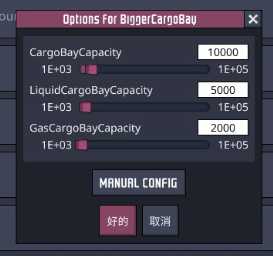 Options For BiggerCargoBay
CargoBayCapacity 10000
1E+03 1E+05
LiquidCargoBayCapacity 5000
1E+03 1E+05
GasCargoBayCapacity 2000
1E+03 1E+05
MANUAL CONFIG
好的 取消